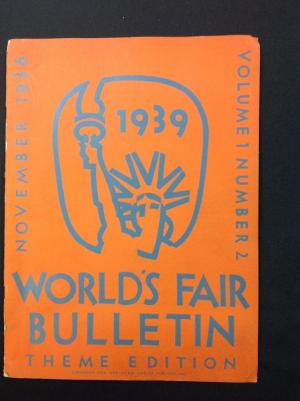 NOVEMBER 1936
VOLUME 1 NUMBER 2
1939
WORLD'S FAIR
BULLETIN
THEME EDITION